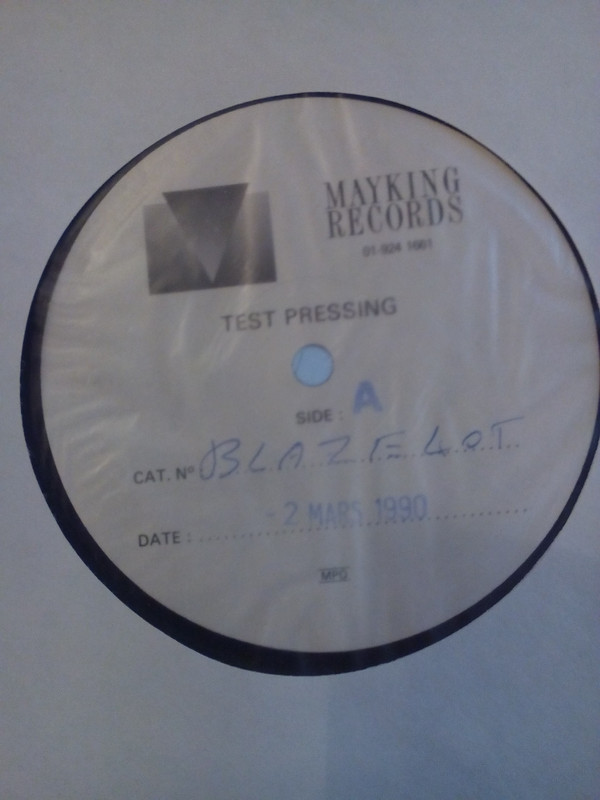 MAYKING
RECORDS
01-924 1661
TEST PRESSING
SIDE : A
CAT. Nº BLAZE 40T
DATE : - 2 MARS 1990
MPO